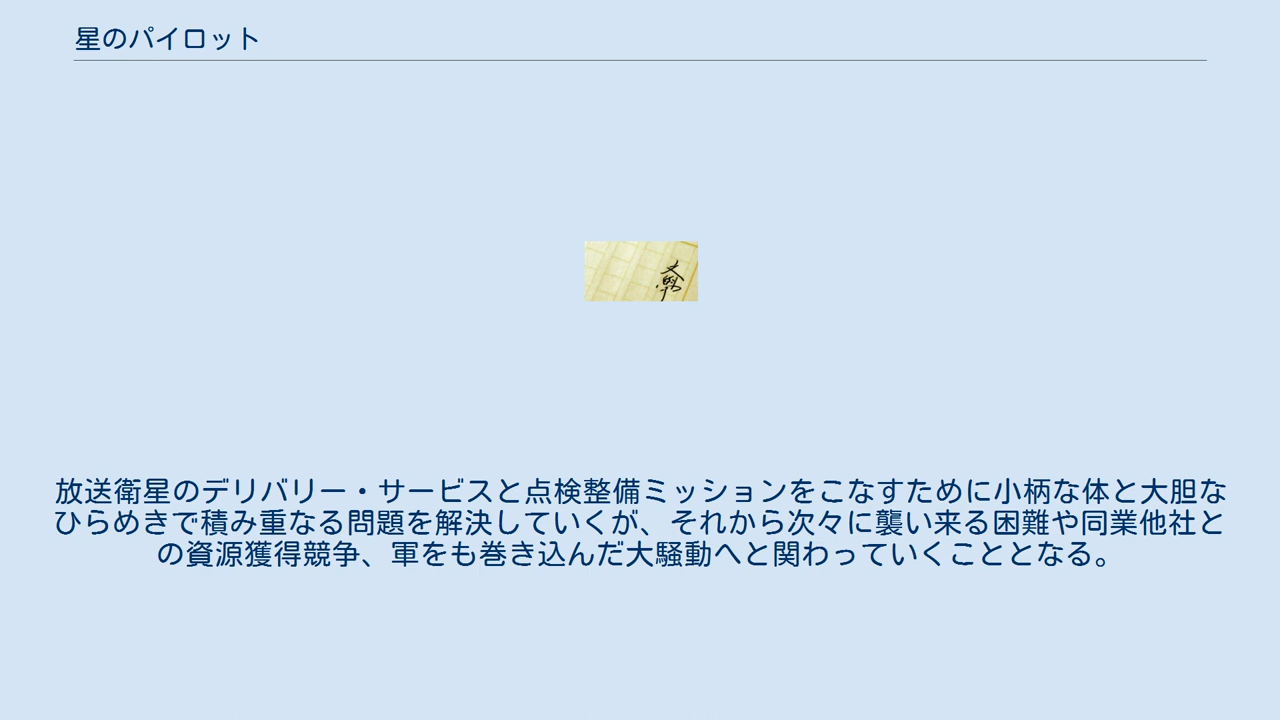 星のパイロット
放送衛星のデリバリー・サービスと点検整備ミッションをこなすために小柄な体と大胆な
ひらめきで積み重なる問題を解決していくが、それから次々に襲い来る困難や同業他社と
の資源獲得競争、軍をも巻き込んだ大騒動へと関わっていくこととなる。